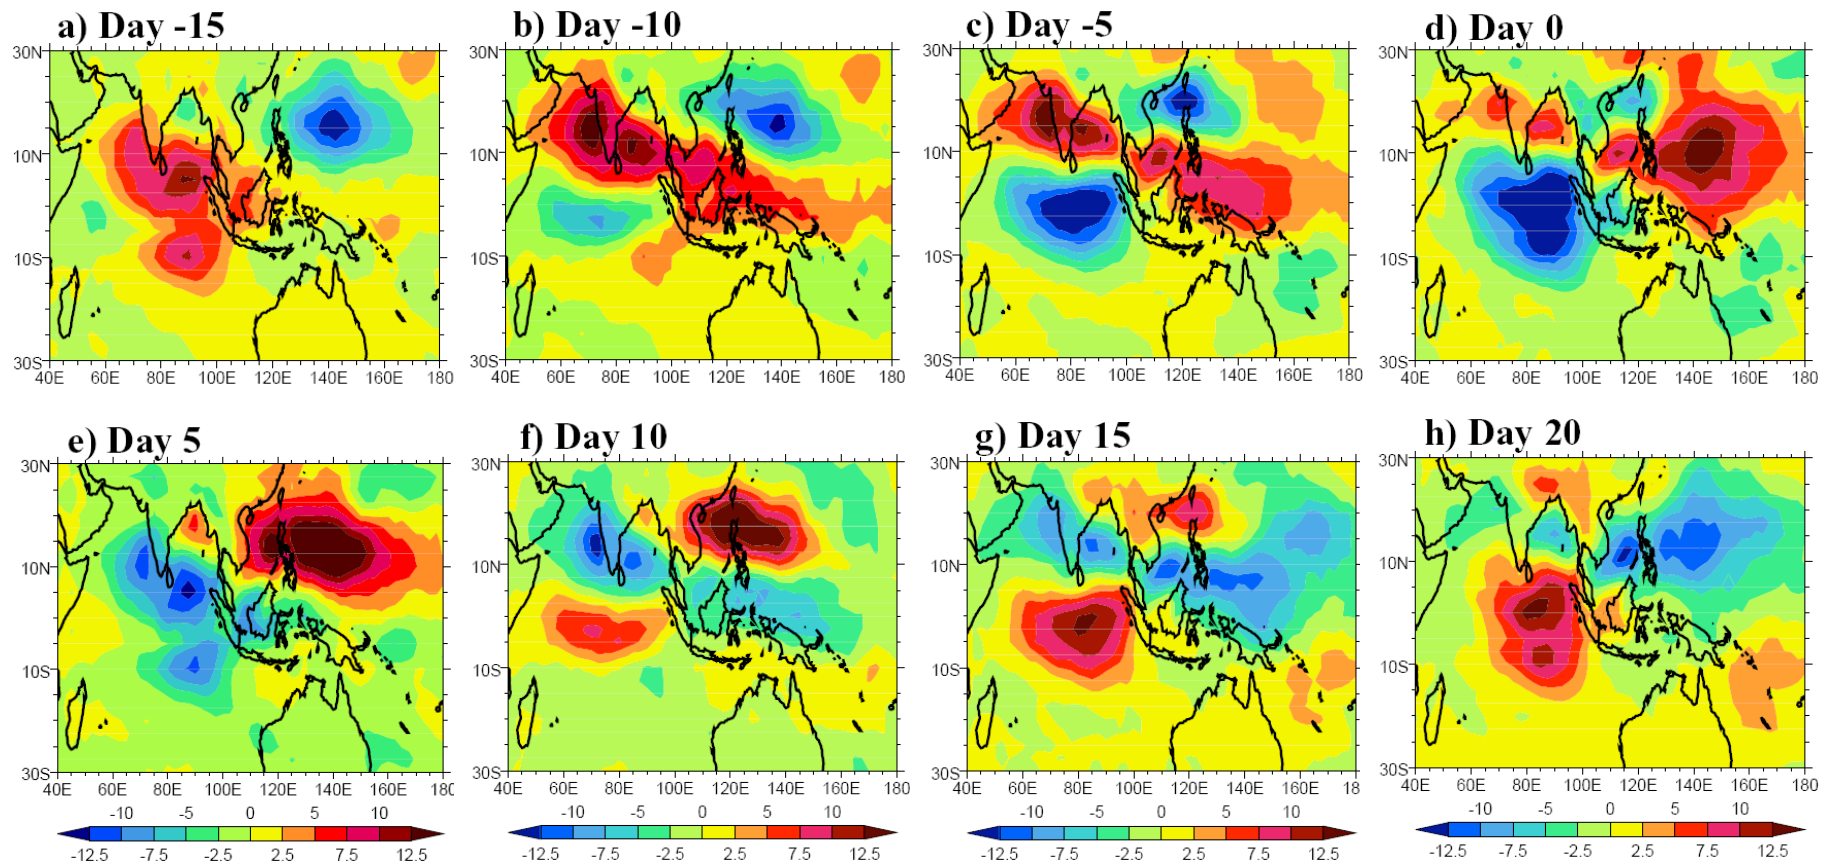 a) Day -15
b) Day -10
c) Day -5
d) Day 0
30N 30N 30N 30N
10N 10N 10N 10N
10S 10S 10S 10S
30S 30S 30S 30S
40E 60E 80E 100E 120E 140E 160E 180
40E 60E 80E 100E 120E 140E 160E 180
40E 60E 80E 100E 120E 140E 160E 180
40E 60E 80E 100E 120E 140E 160E 180
e) Day 5
f) Day 10
g) Day 15
h) Day 20
30N 30N 30N 30N
10N 10N 10N 10N
10S 10S 10S 10S
30S 30S 30S 30S
40E 60E 80E 100E 120E 140E 160E 180
40E 60E 80E 100E 120E 140E 160E 180
40E 60E 80E 100E 120E 140E 160E 180
40E 60E 80E 100E 120E 140E 160E 180
-10 -5 0 5 10
-10 -5 0 5 10
-10 -5 0 5 10
-10 -5 0 5 10
-12.5 -7.5 -2.5 2.5 7.5 12.5
-12.5 -7.5 -2.5 2.5 7.5 12.5
-12.5 -7.5 -2.5 2.5 7.5 12.5
-12.5 -7.5 -2.5 2.5 7.5 12.5